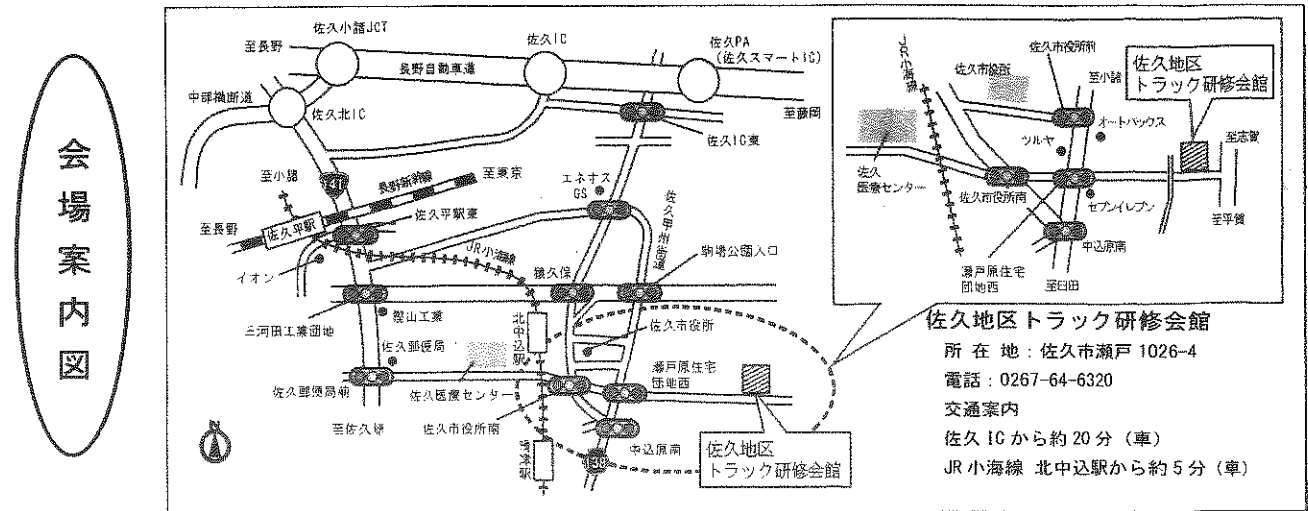 会場案内図
佐久小諸JCT
至長野
長野自動車道
佐久IC
佐久PA
(佐久スマートIC)
中部横断道
佐久北IC
至藤岡
佐久IC東
至小諸
141
長野新幹線
至東京
エネオス
GS
佐久甲州街道
佐久平駅
佐久平駅東
至長野
イオン
JR小海線
猿久保
駒場公園入口
三河田工業団地
樫山工業
北中込駅
佐久市役所
佐久郵便局
瀬戸原住宅
団地西
佐久郵便局前
佐久医療センター
至佐久穂
佐久市役所南
中込原南
佐久地区
トラック研修会館
JR小海線
佐久市役所前
佐久市役所
至小諸
佐久地区
トラック研修会館
オートバックス
ツルヤ
至志賀
佐久
医療センター
佐久市役所南
セブンイレブン
至平賀
中込原南
瀬戸原住宅
団地西
至臼田
佐久地区トラック研修会館
所在地:佐久市瀬戸1026-4
電話:0267-64-6320
交通案内
佐久ICから約20分(車)
JR小海線 北中込駅から約5分(車)